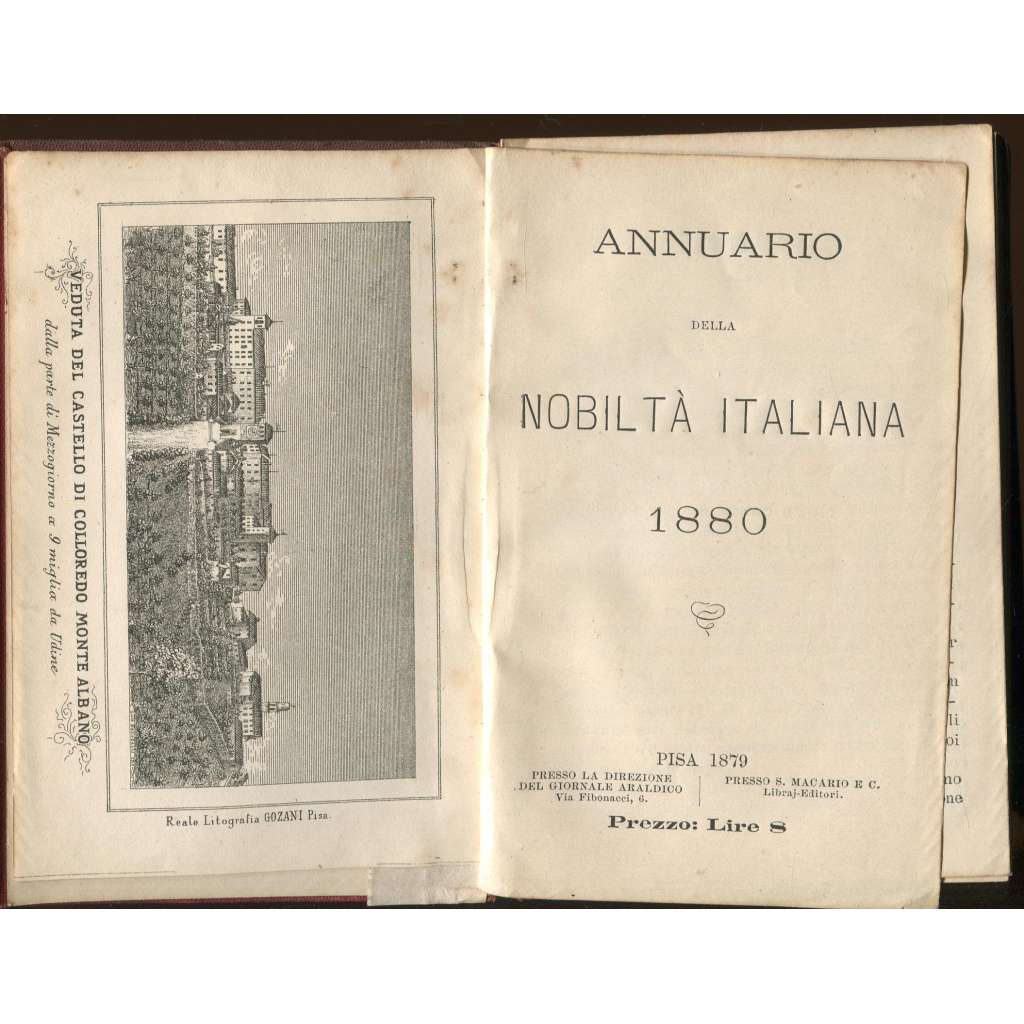 VEDUTA DEL CASTELLO DI COLLOREDO MONTE ALBANO
dalla parte di Mezzogiorno a 9 miglia da Udine
Reale Litografia GOZANI Pisa.
ANNUARIO
DELLA
NOBILTÀ ITALIANA
1880
PISA 1879
PRESSO LA DIREZIONE
DEL GIORNALE ARALDICO
Via Fibonacci, 6.
PRESSO S. MACARIO E C.
Libraj-Editori.
Prezzo: Lire 8